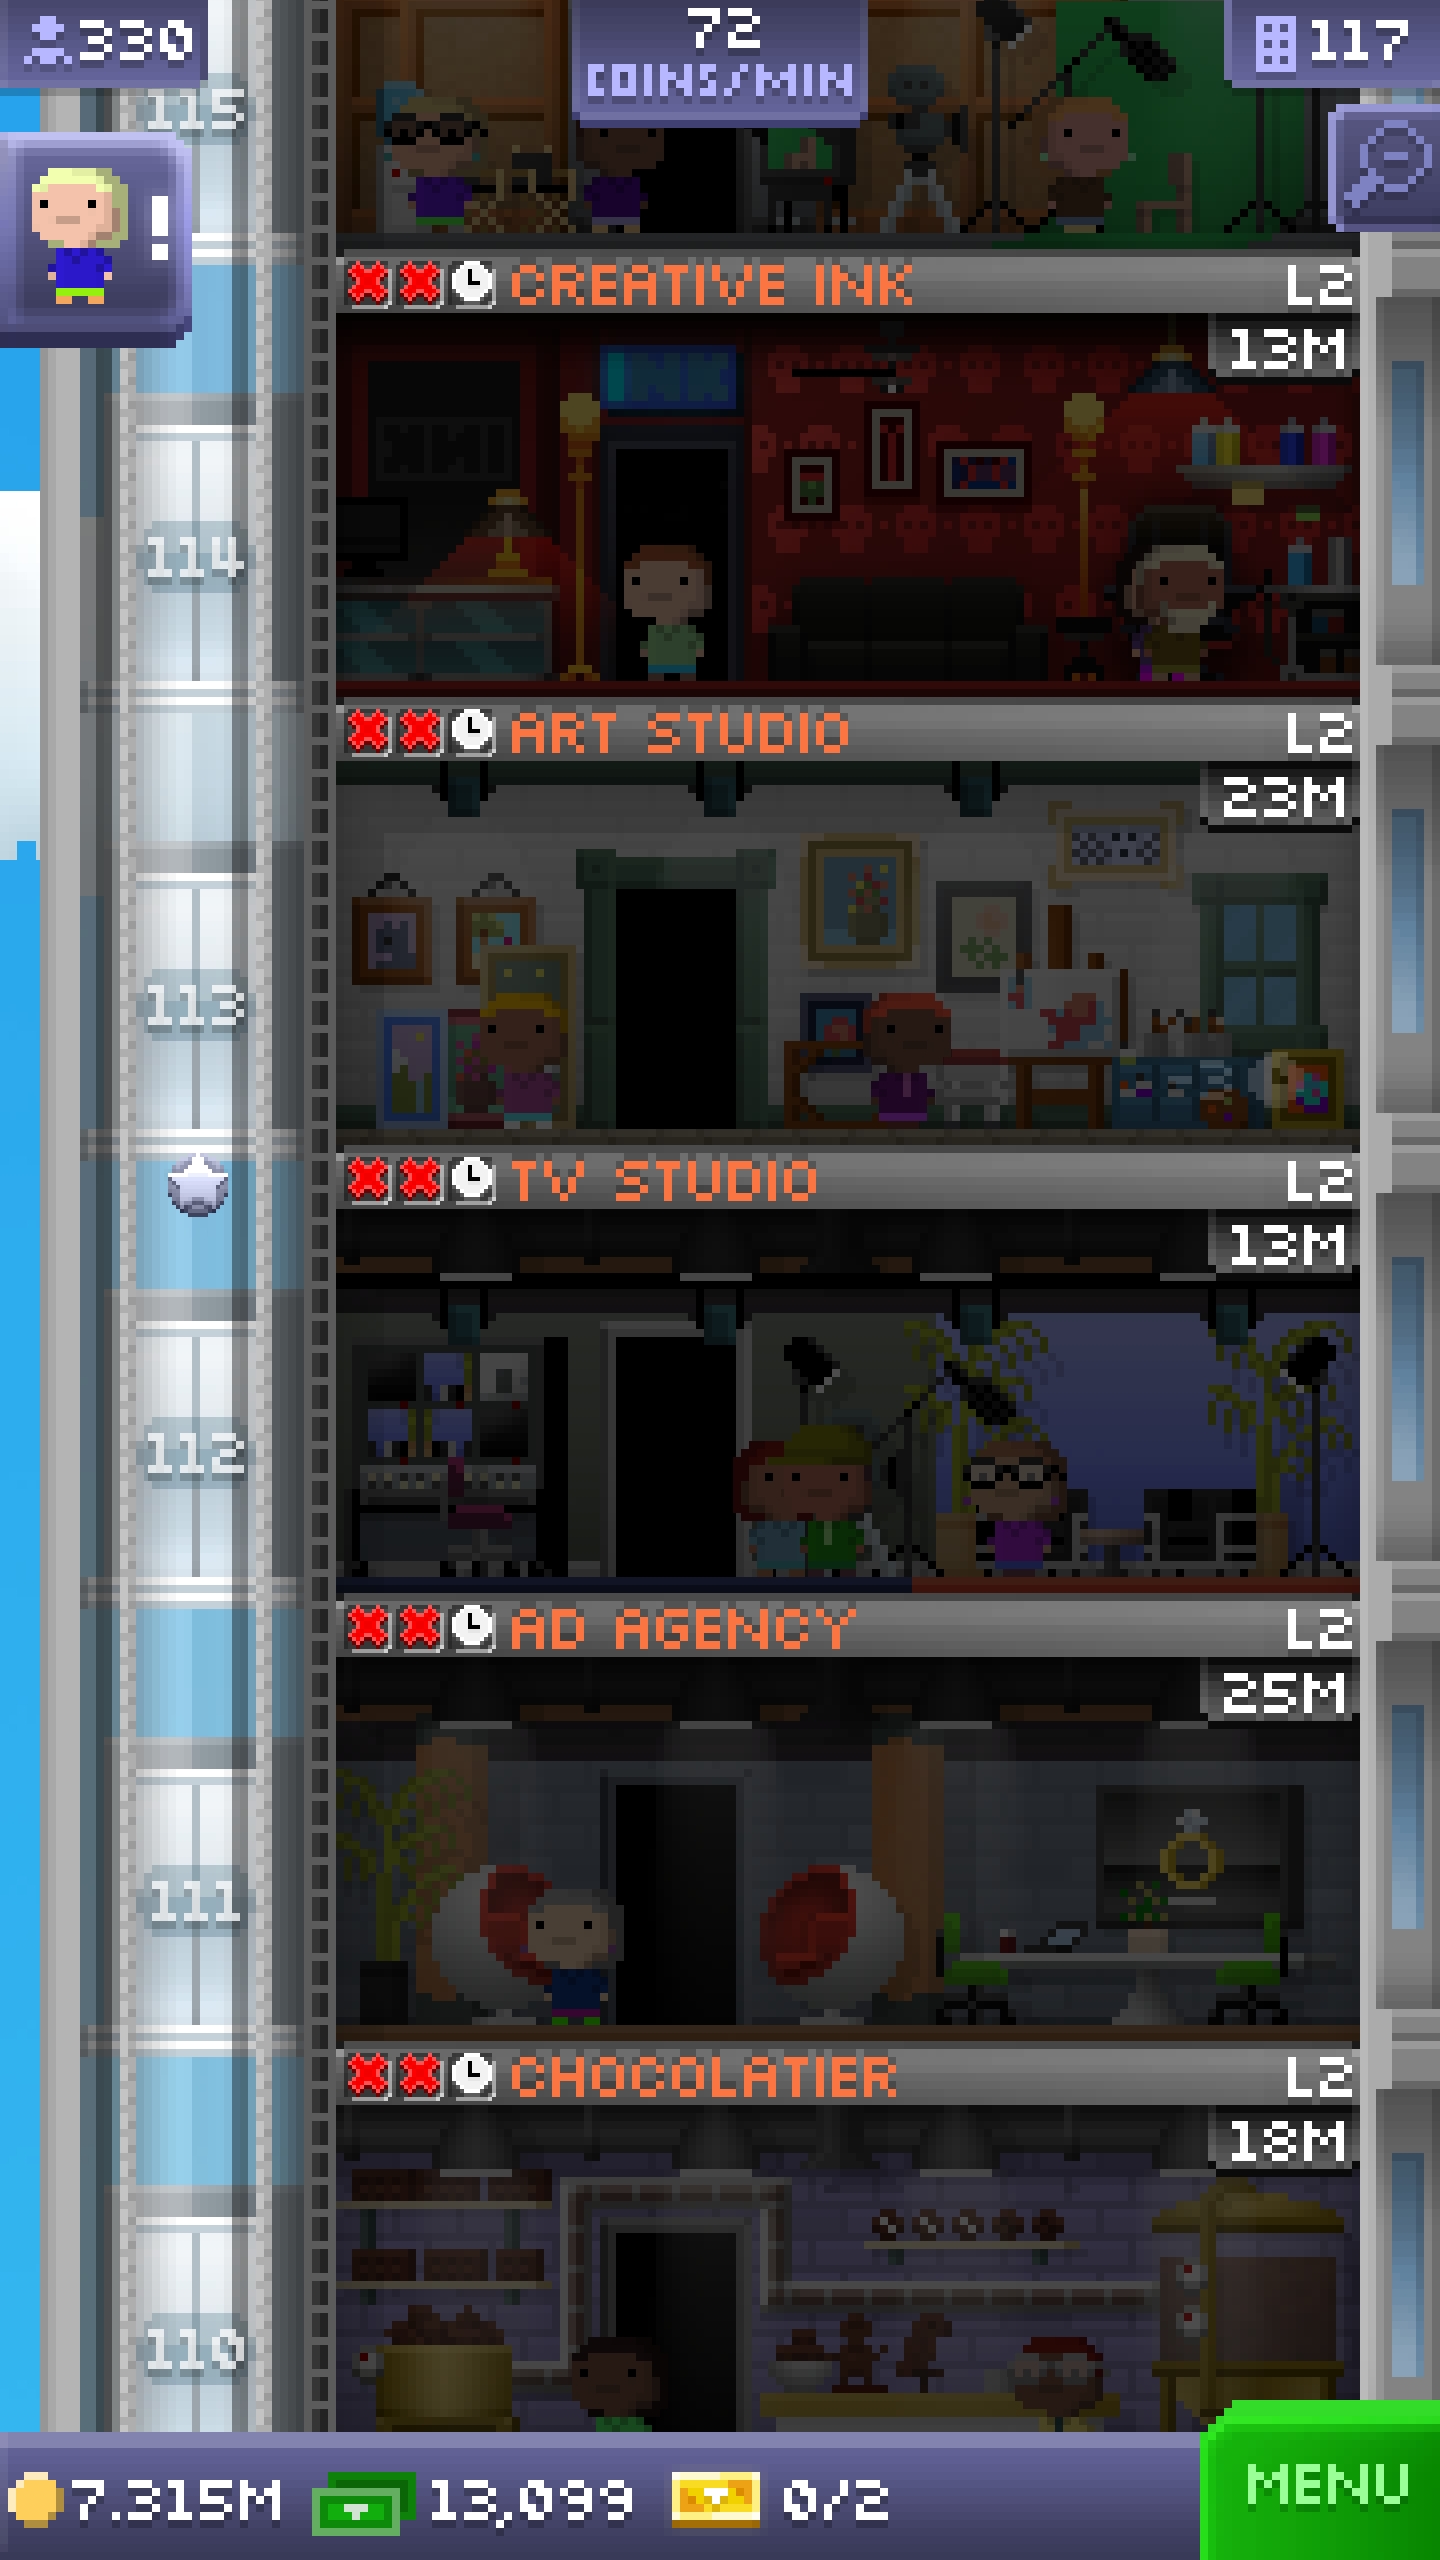 330
72
COINS/MIN
117
115
!
CREATIVE INK L2
13M
INK
114
ART STUDIO L2
23M
113
TV STUDIO L2
13M
112
AD AGENCY L2
25M
111
CHOCOLATIER L2
18M
110
7.315M 13,099 0/2 MENU